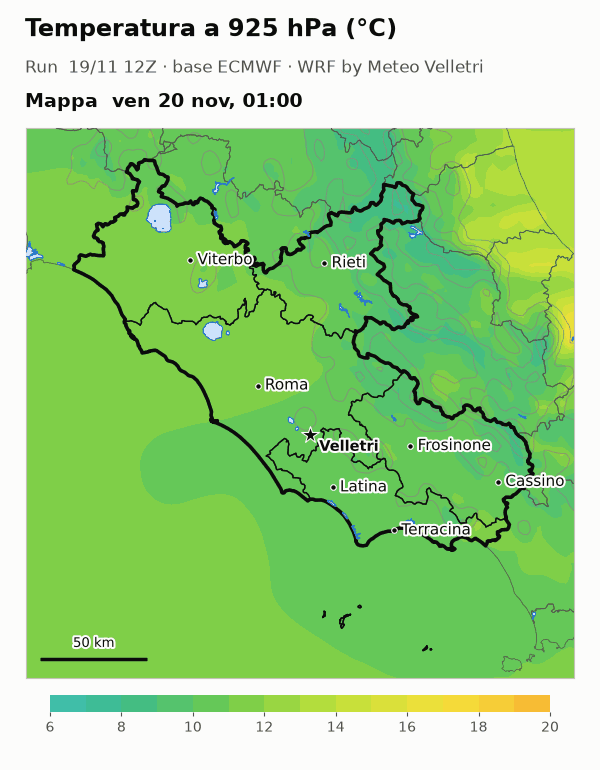 Temperatura a 925 hPa (°C)
Run  19/11 12Z · base ECMWF · WRF by Meteo Velletri
Mappa  ven 20 nov, 01:00
Viterbo
Rieti
Roma
Velletri
Frosinone
Latina
Cassino
Terracina
50 km
6 8 10 12 14 16 18 20